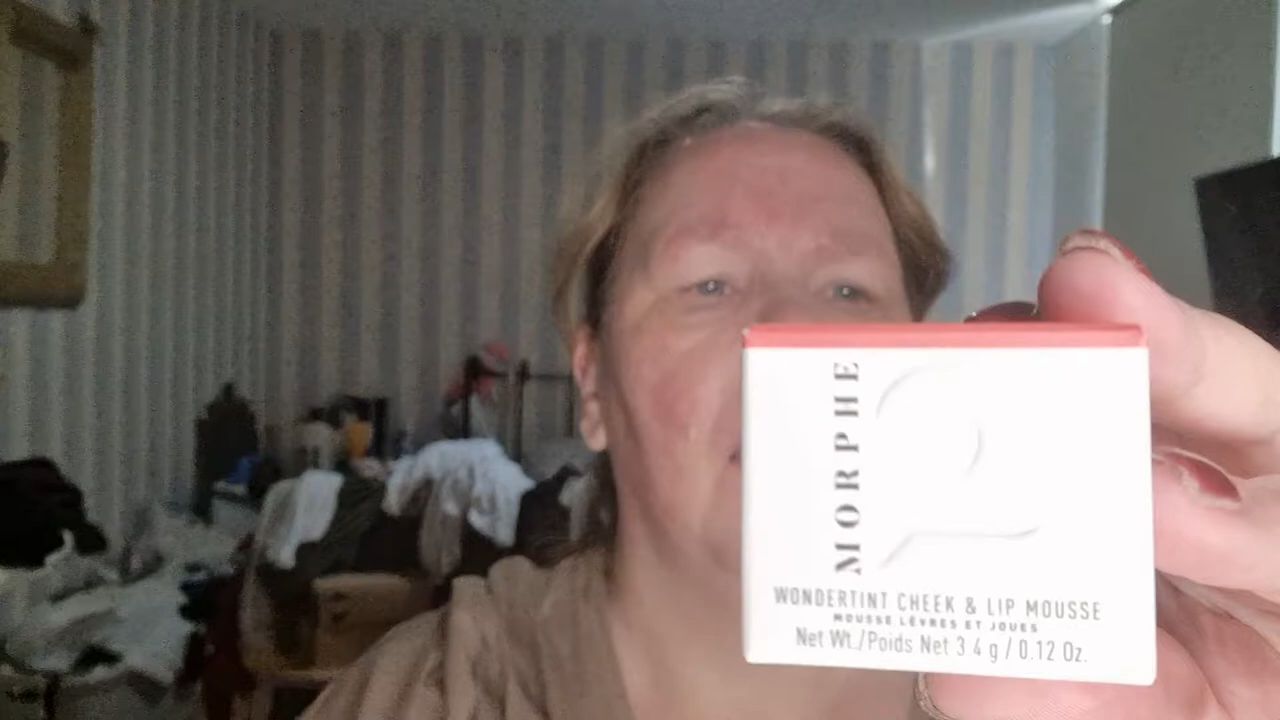 MORPHE
WONDERTINT CHEEK & LIP MOUSSE
MOUSSE LÈVRES ET JOUES
Net Wt./Poids Net 3.4 g / 0.12 Oz.